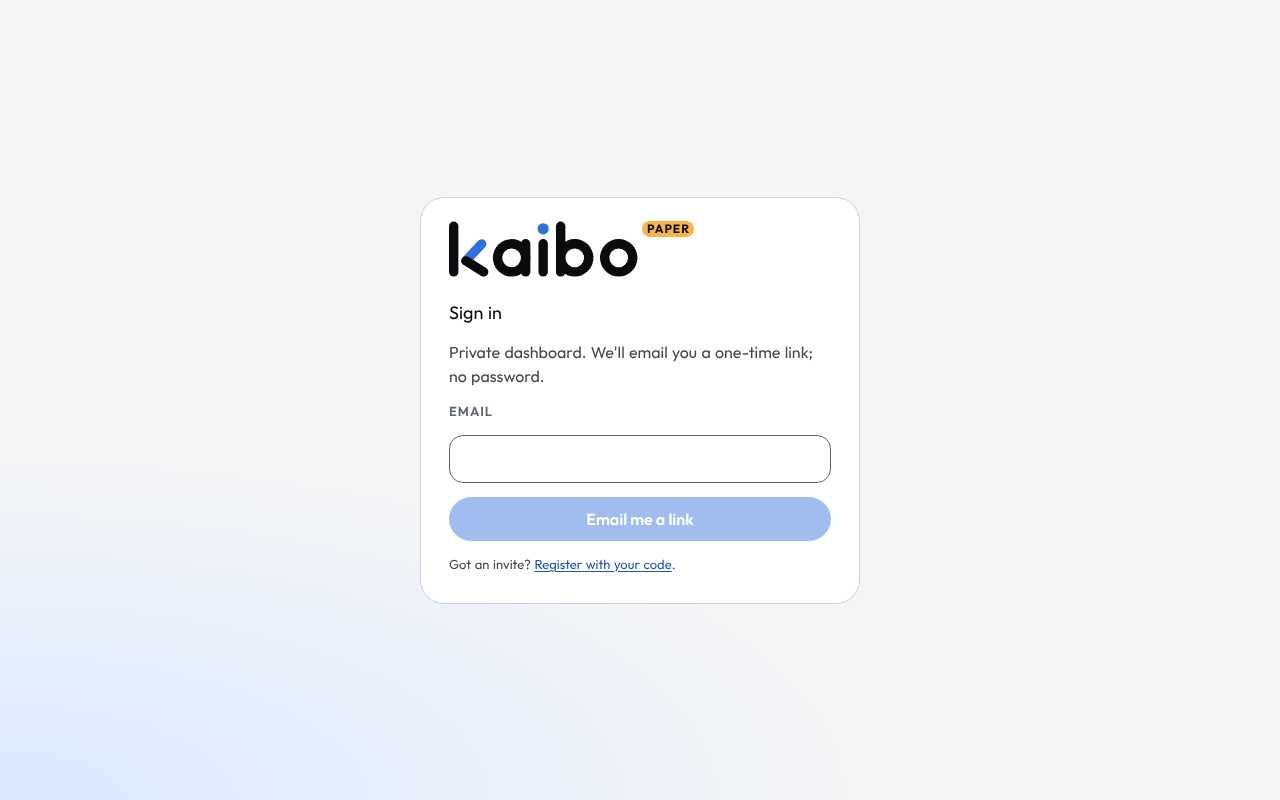 kaibo PAPER
Sign in
Private dashboard. We'll email you a one-time link;
no password.
EMAIL
Email me a link
Got an invite? Register with your code.